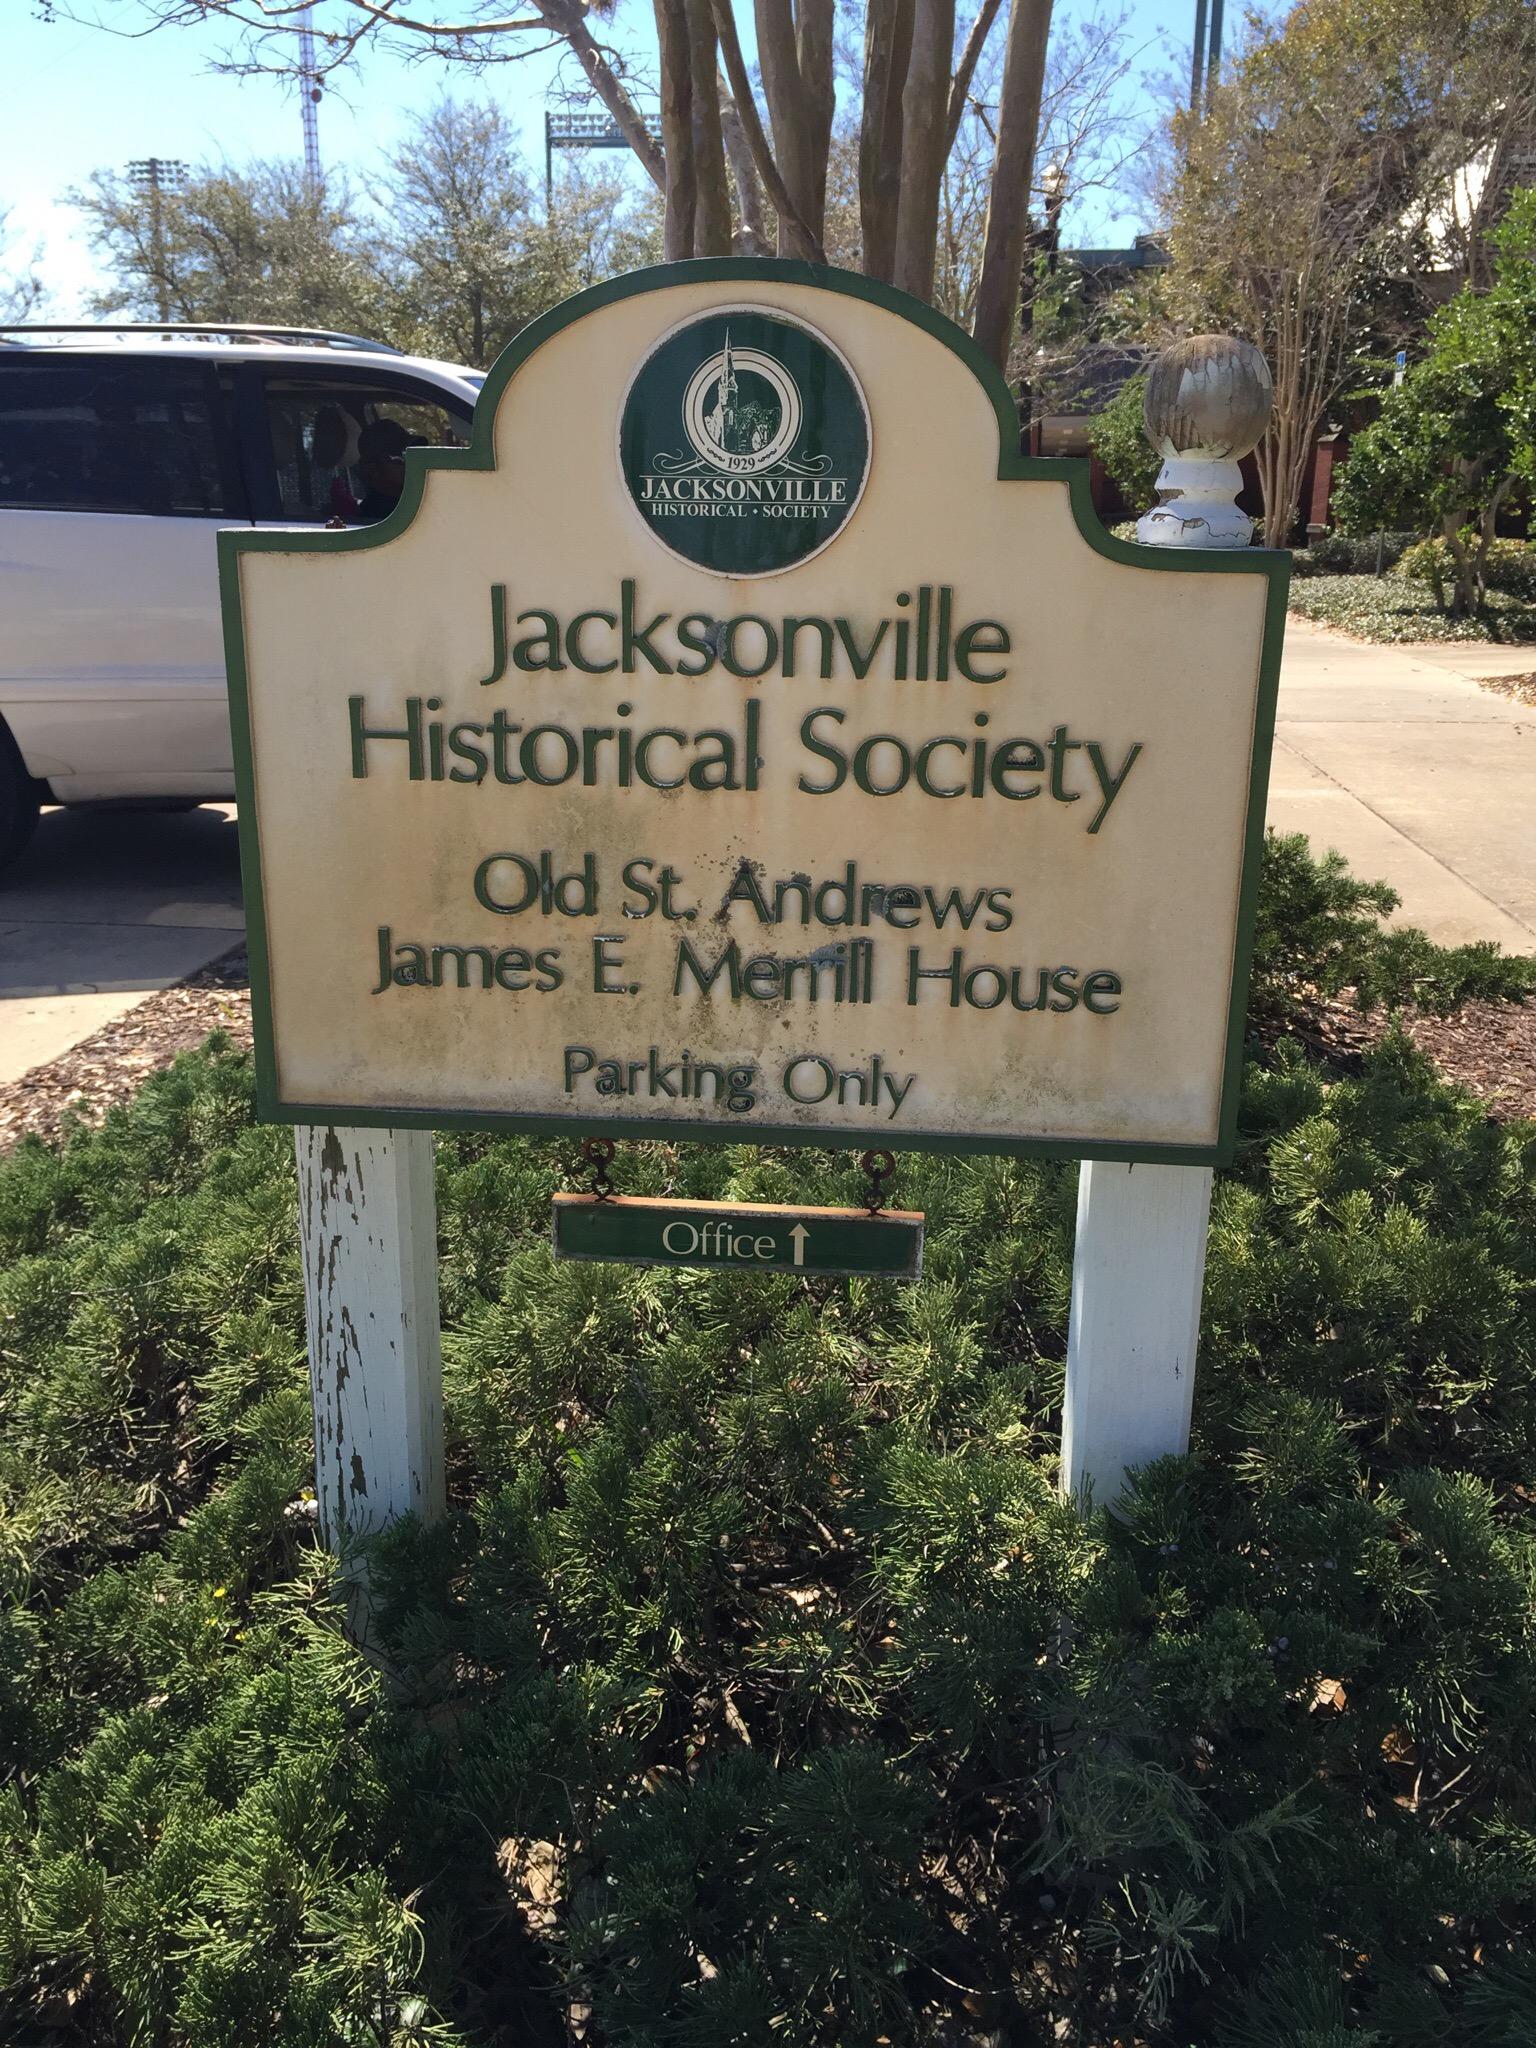 1929
JACKSONVILLE
HISTORICAL • SOCIETY
Jacksonville
Historical Society
Old St. Andrews
James E. Merrill House
Parking Only
Office ↑